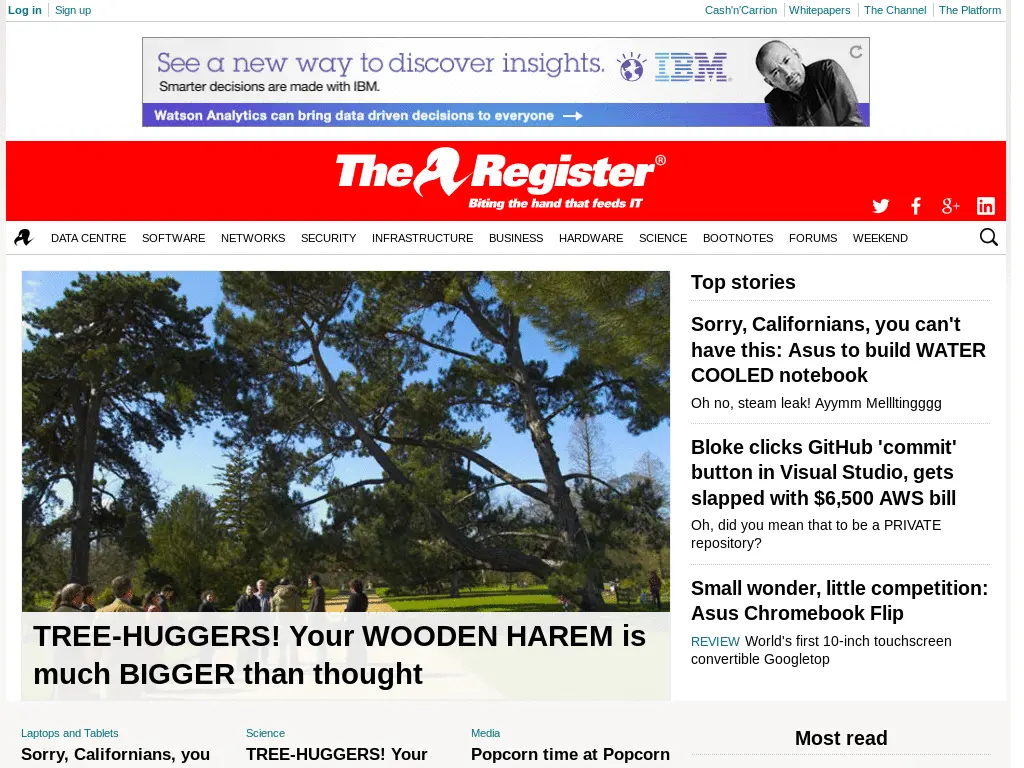 Log in Sign up Cash'n'Carrion Whitepapers The Channel The Platform
See a new way to discover insights. IBM®
Smarter decisions are made with IBM.
Watson Analytics can bring data driven decisions to everyone
The Register®
Biting the hand that feeds IT
DATA CENTRE SOFTWARE NETWORKS SECURITY INFRASTRUCTURE BUSINESS HARDWARE SCIENCE BOOTNOTES FORUMS WEEKEND
TREE-HUGGERS! Your WOODEN HAREM is
much BIGGER than thought
Top stories
Sorry, Californians, you can't
have this: Asus to build WATER
COOLED notebook
Oh no, steam leak! Ayymm Mellltingggg
Bloke clicks GitHub 'commit'
button in Visual Studio, gets
slapped with $6,500 AWS bill
Oh, did you mean that to be a PRIVATE
repository?
Small wonder, little competition:
Asus Chromebook Flip
REVIEW World's first 10-inch touchscreen
convertible Googletop
Laptops and Tablets
Sorry, Californians, you
Science
TREE-HUGGERS! Your
Media
Popcorn time at Popcorn
Most read